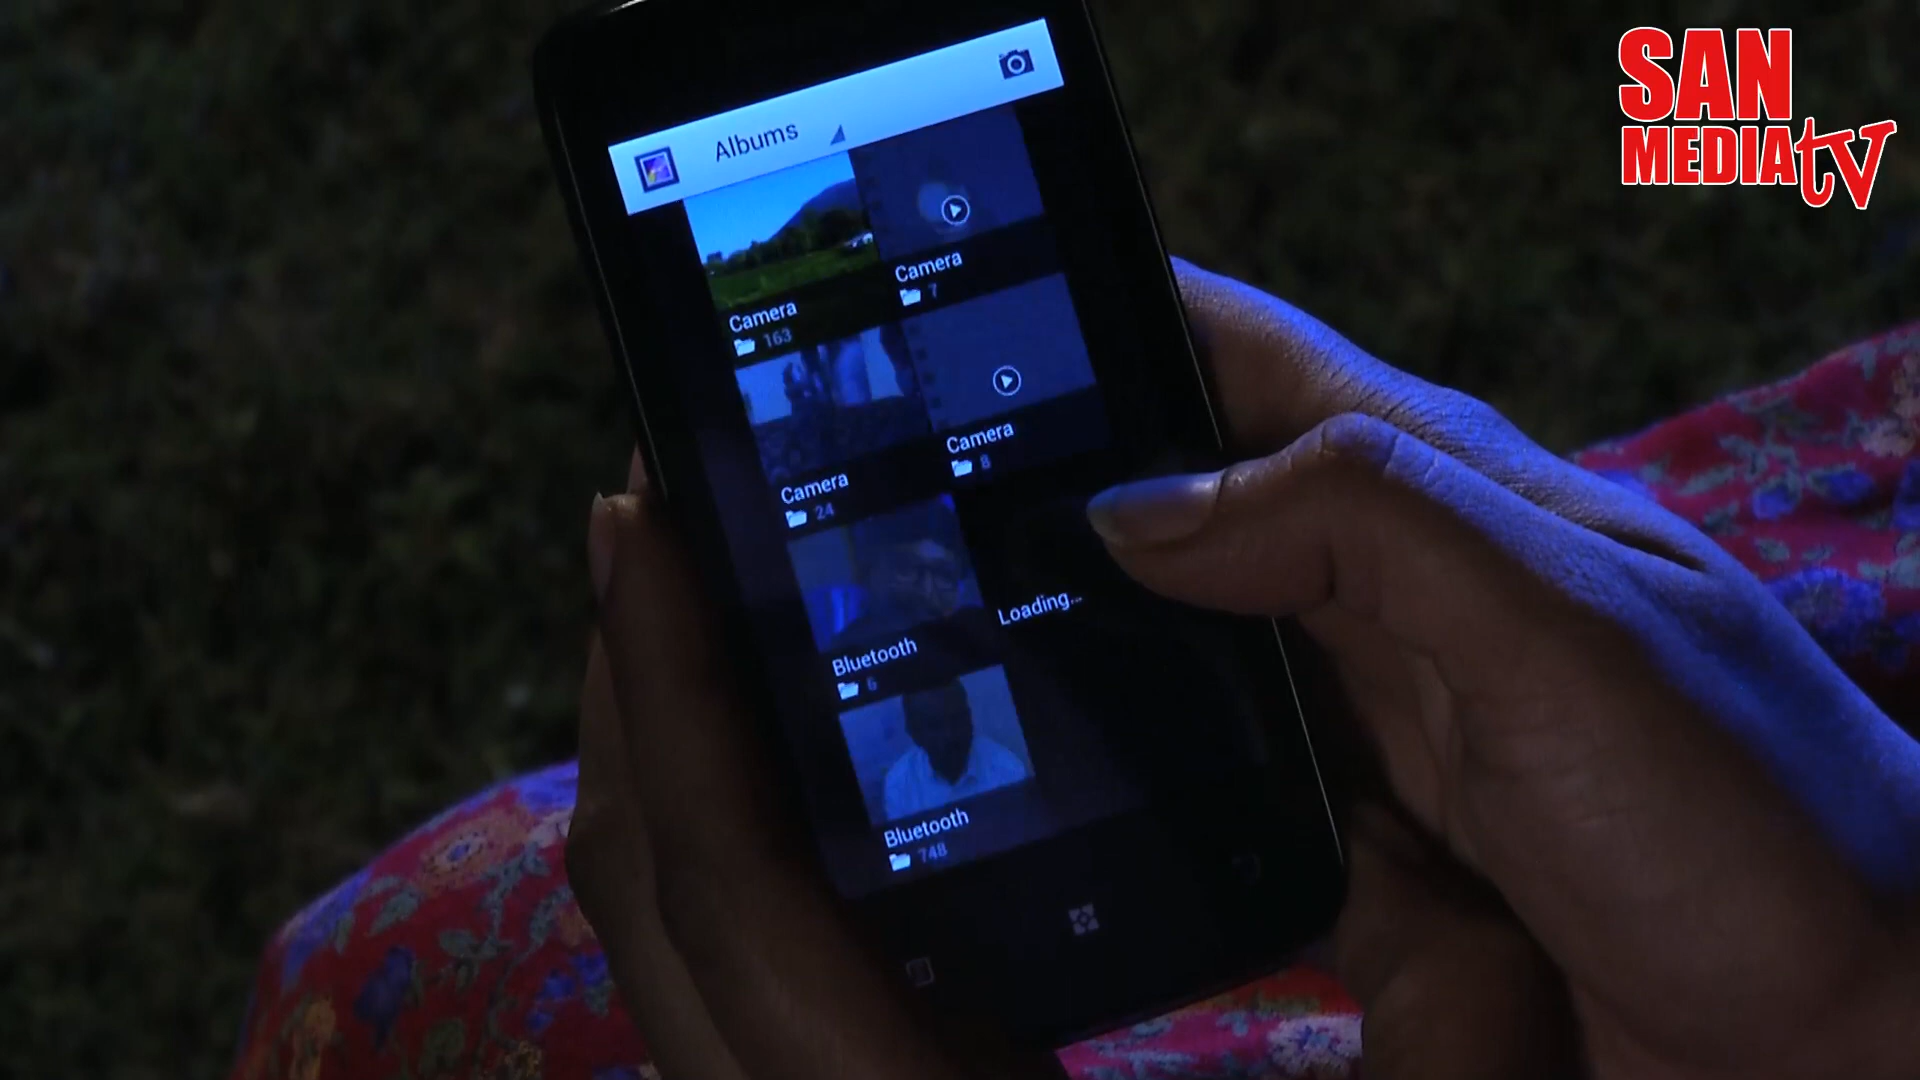 SAN
MEDIA tv
Albums
Camera
163
Camera
7
Camera
24
Camera
8
Bluetooth
6
Loading...
Bluetooth
748